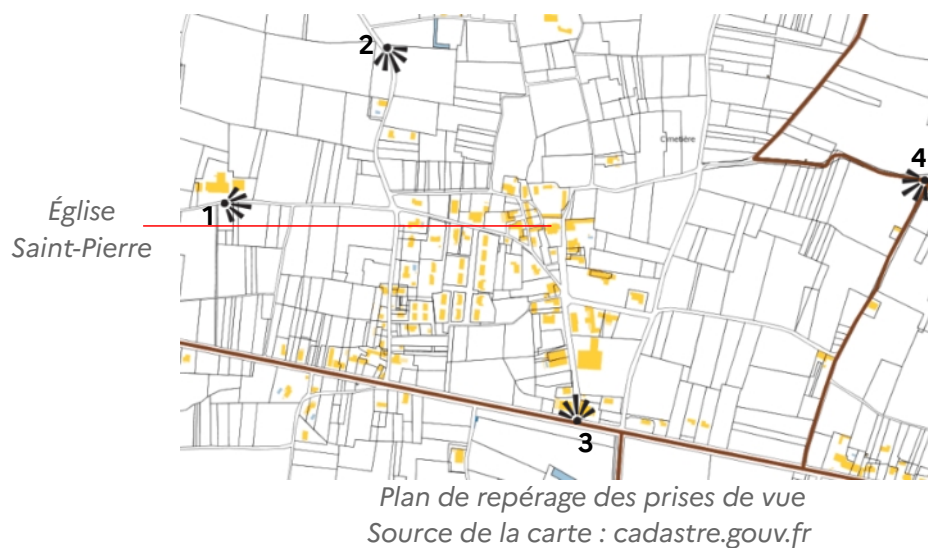 2
Cimetière
4
1
Église
Saint-Pierre
3
Plan de repérage des prises de vue
Source de la carte : cadastre.gouv.fr